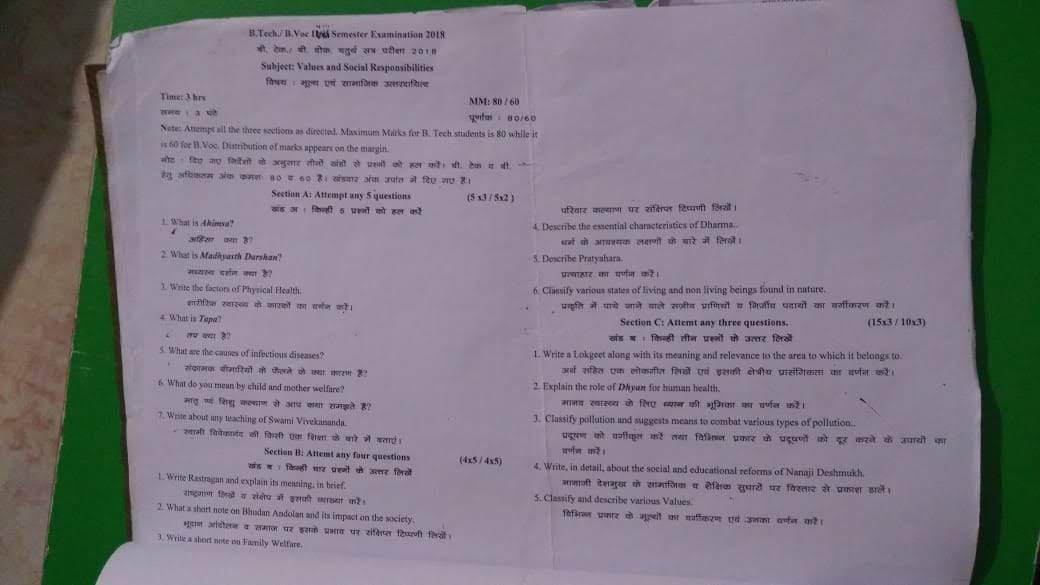 B.Tech./ B.Voc Semester Examination 2018
बी. टेक./ बी. वोक. चतुर्थ सत्र परीक्षा 2018
Subject: Values and Social Responsibilities
विषय : मूल्य एवं सामाजिक उत्तरदायित्व
Time: 3 hrs
MM: 80 / 60
समय : 3 घंटे
पूर्णांक : 80/60
Note: Attempt all the three sections as directed. Maximum Marks for B. Tech students is 80 while it
is 60 for B.Voc. Distribution of marks appears on the margin.
नोट : दिए गए निर्देशों के अनुसार तीनों खंडों से प्रश्नों को हल करें। बी. टेक व बी.
हेतु अधिकतम अंक क्रमशः 80 व 60 है। खंडवार अंक उपांत में दिए गए हैं।
Section A: Attempt any 5 questions (5 x3 / 5x2 )
खंड अ : किन्हीं 5 प्रश्नों को हल करें
1. What is Ahimsa?
अहिंसा क्या है?
2. What is Madhyasth Darshan?
मध्यस्थ दर्शन क्या है?
3. Write the factors of Physical Health.
शारीरिक स्वास्थ्य के कारकों का वर्णन करें।
4. What is Tapa?
तप क्या है?
5. What are the causes of infectious diseases?
संक्रामक बीमारियों के फैलने के क्या कारण हैं?
6. What do you mean by child and mother welfare?
मातृ एवं शिशु कल्याण से आप क्या समझते हैं?
7. Write about any teaching of Swami Vivekananda.
स्वामी विवेकानंद की किसी एक शिक्षा के बारे में बताएं।
Section B: Attemt any four questions (4x5 / 4x5)
खंड ब : किन्हीं चार प्रश्नों के उत्तर लिखें
1. Write Rastragan and explain its meaning, in brief.
राष्ट्रगाण लिखें व संक्षेप में इसकी व्याख्या करें।
2. What a short note on Bhudan Andolan and its impact on the society.
भूदान आंदोलन व समाज पर इसके प्रभाव पर संक्षिप्त टिप्पणी लिखें।
3. Write a short note on Family Welfare.
परिवार कल्याण पर संक्षिप्त टिप्पणी लिखें।
4. Describe the essential characteristics of Dharma..
धर्म के आवश्यक लक्षणों के बारे में लिखें।
5. Describe Pratyahara.
प्रत्याहार का वर्णन करें।
6. Classify various states of living and non living beings found in nature.
प्रकृति में पाये जाने वाले सजीव प्राणियों व निर्जीव पदार्थों का वर्गीकरण करें।
Section C: Attemt any three questions. (15x3 / 10x3)
खंड ब : किन्हीं तीन प्रश्नों के उत्तर लिखें
1. Write a Lokgeet along with its meaning and relevance to the area to which it belongs to.
अर्थ सहित एक लोकगीत लिखें एवं इसकी क्षेत्रीय प्रासंगिकता का वर्णन करें।
2. Explain the role of Dhyan for human health.
मानव स्वास्थ्य के लिए ध्यान की भूमिका का वर्णन करें।
3. Classify pollution and suggests means to combat various types of pollution..
प्रदूषण को वर्गीकृत करें तथा विभिन्न प्रकार के प्रदूषणों को दूर करने के उपायों का
वर्णन करें।
4. Write, in detail, about the social and educational reforms of Nanaji Deshmukh.
नानाजी देशमुख के सामाजिक व शैक्षिक सुधारों पर विस्तार से प्रकाश डालें।
5. Classify and describe various Values.
विभिन्न प्रकार के मूल्यों का वर्गीकरण एवं उनका वर्णन करें।